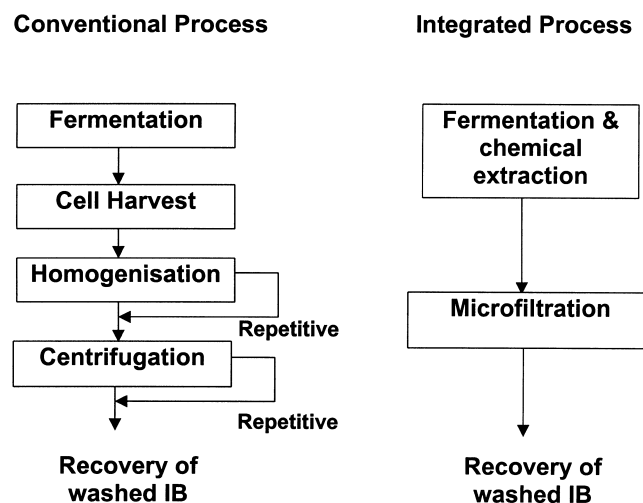 Conventional Process
Fermentation
Cell Harvest
Homogenisation
Repetitive
Centrifugation
Repetitive
Recovery of
washed IB
Integrated Process
Fermentation &
chemical
extraction
Microfiltration
Recovery of
washed IB